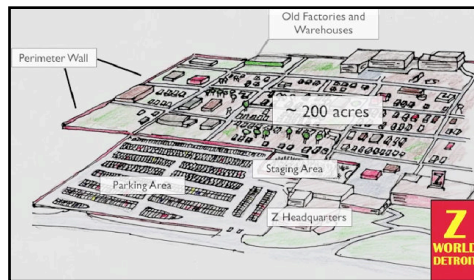 Old Factories and
Warehouses
Perimeter Wall
~ 200 acres
Staging Area
Parking Area
Z Headquarters
Z
Z
WORLD
DETROIT